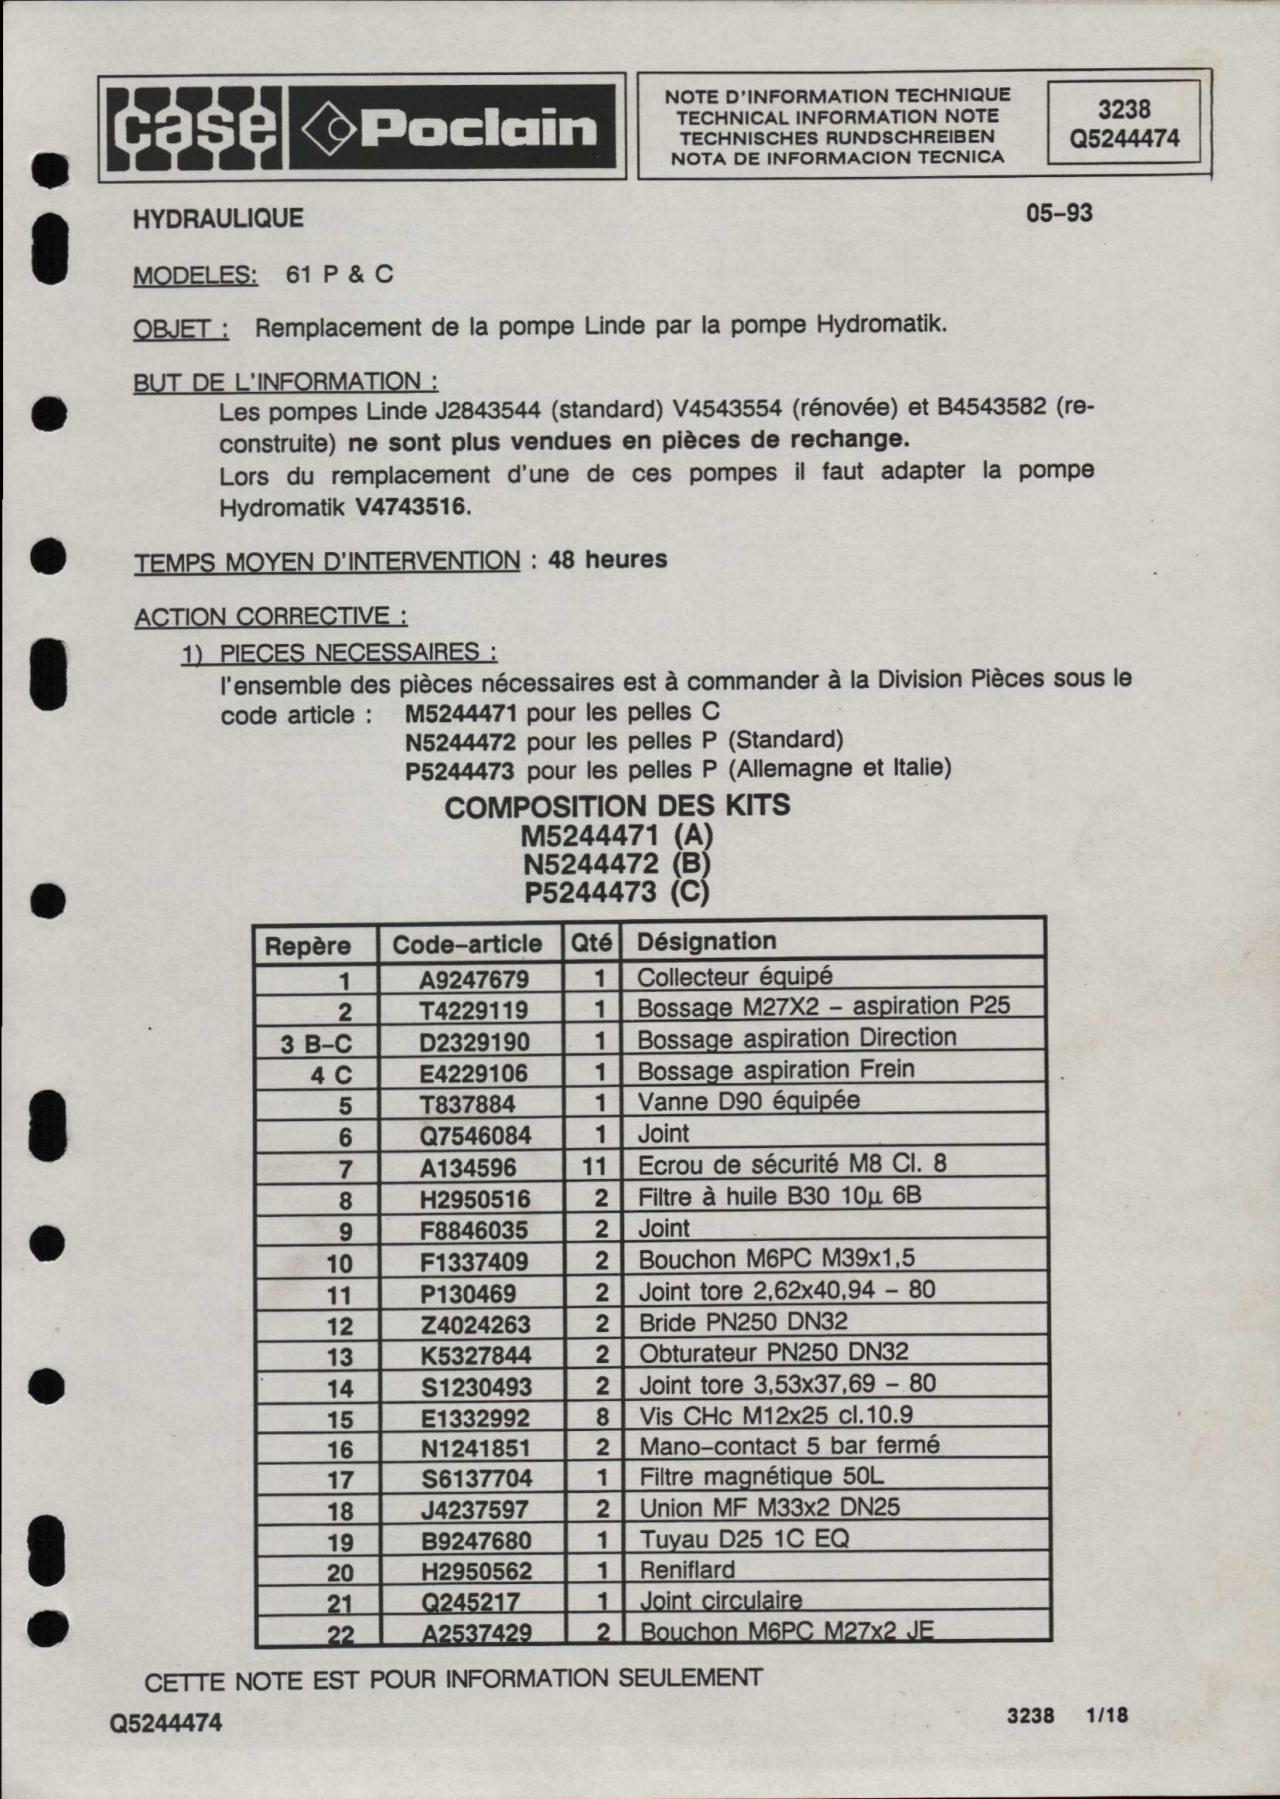 case Poclain
NOTE D'INFORMATION TECHNIQUE
TECHNICAL INFORMATION NOTE
TECHNISCHES RUNDSCHREIBEN
NOTA DE INFORMACION TECNICA
3238
Q5244474
HYDRAULIQUE 05-93
MODELES: 61 P & C
OBJET : Remplacement de la pompe Linde par la pompe Hydromatik.
BUT DE L'INFORMATION :
Les pompes Linde J2843544 (standard) V4543554 (rénovée) et B4543582 (re-
construite) ne sont plus vendues en pièces de rechange.
Lors du remplacement d'une de ces pompes il faut adapter la pompe
Hydromatik V4743516.
TEMPS MOYEN D'INTERVENTION : 48 heures
ACTION CORRECTIVE :
1) PIECES NECESSAIRES :
l'ensemble des pièces nécessaires est à commander à la Division Pièces sous le
code article : M5244471 pour les pelles C
N5244472 pour les pelles P (Standard)
P5244473 pour les pelles P (Allemagne et Italie)
COMPOSITION DES KITS
M5244471 (A)
N5244472 (B)
P5244473 (C)
Repère Code-article Qté Désignation
1 A9247679 1 Collecteur équipé
2 T4229119 1 Bossage M27X2 - aspiration P25
3 B-C D2329190 1 Bossage aspiration Direction
4 C E4229106 1 Bossage aspiration Frein
5 T837884 1 Vanne D90 équipée
6 Q7546084 1 Joint
7 A134596 11 Ecrou de sécurité M8 Cl. 8
8 H2950516 2 Filtre à huile B30 10µ 6B
9 F8846035 2 Joint
10 F1337409 2 Bouchon M6PC M39x1,5
11 P130469 2 Joint tore 2,62x40,94 - 80
12 Z4024263 2 Bride PN250 DN32
13 K5327844 2 Obturateur PN250 DN32
14 S1230493 2 Joint tore 3,53x37,69 - 80
15 E1332992 8 Vis CHc M12x25 cl.10.9
16 N1241851 2 Mano-contact 5 bar fermé
17 S6137704 1 Filtre magnétique 50L
18 J4237597 2 Union MF M33x2 DN25
19 B9247680 1 Tuyau D25 1C EQ
20 H2950562 1 Reniflard
21 Q245217 1 Joint circulaire
22 A2537429 2 Bouchon M6PC M27x2 JE
CETTE NOTE EST POUR INFORMATION SEULEMENT
Q5244474 3238 1/18